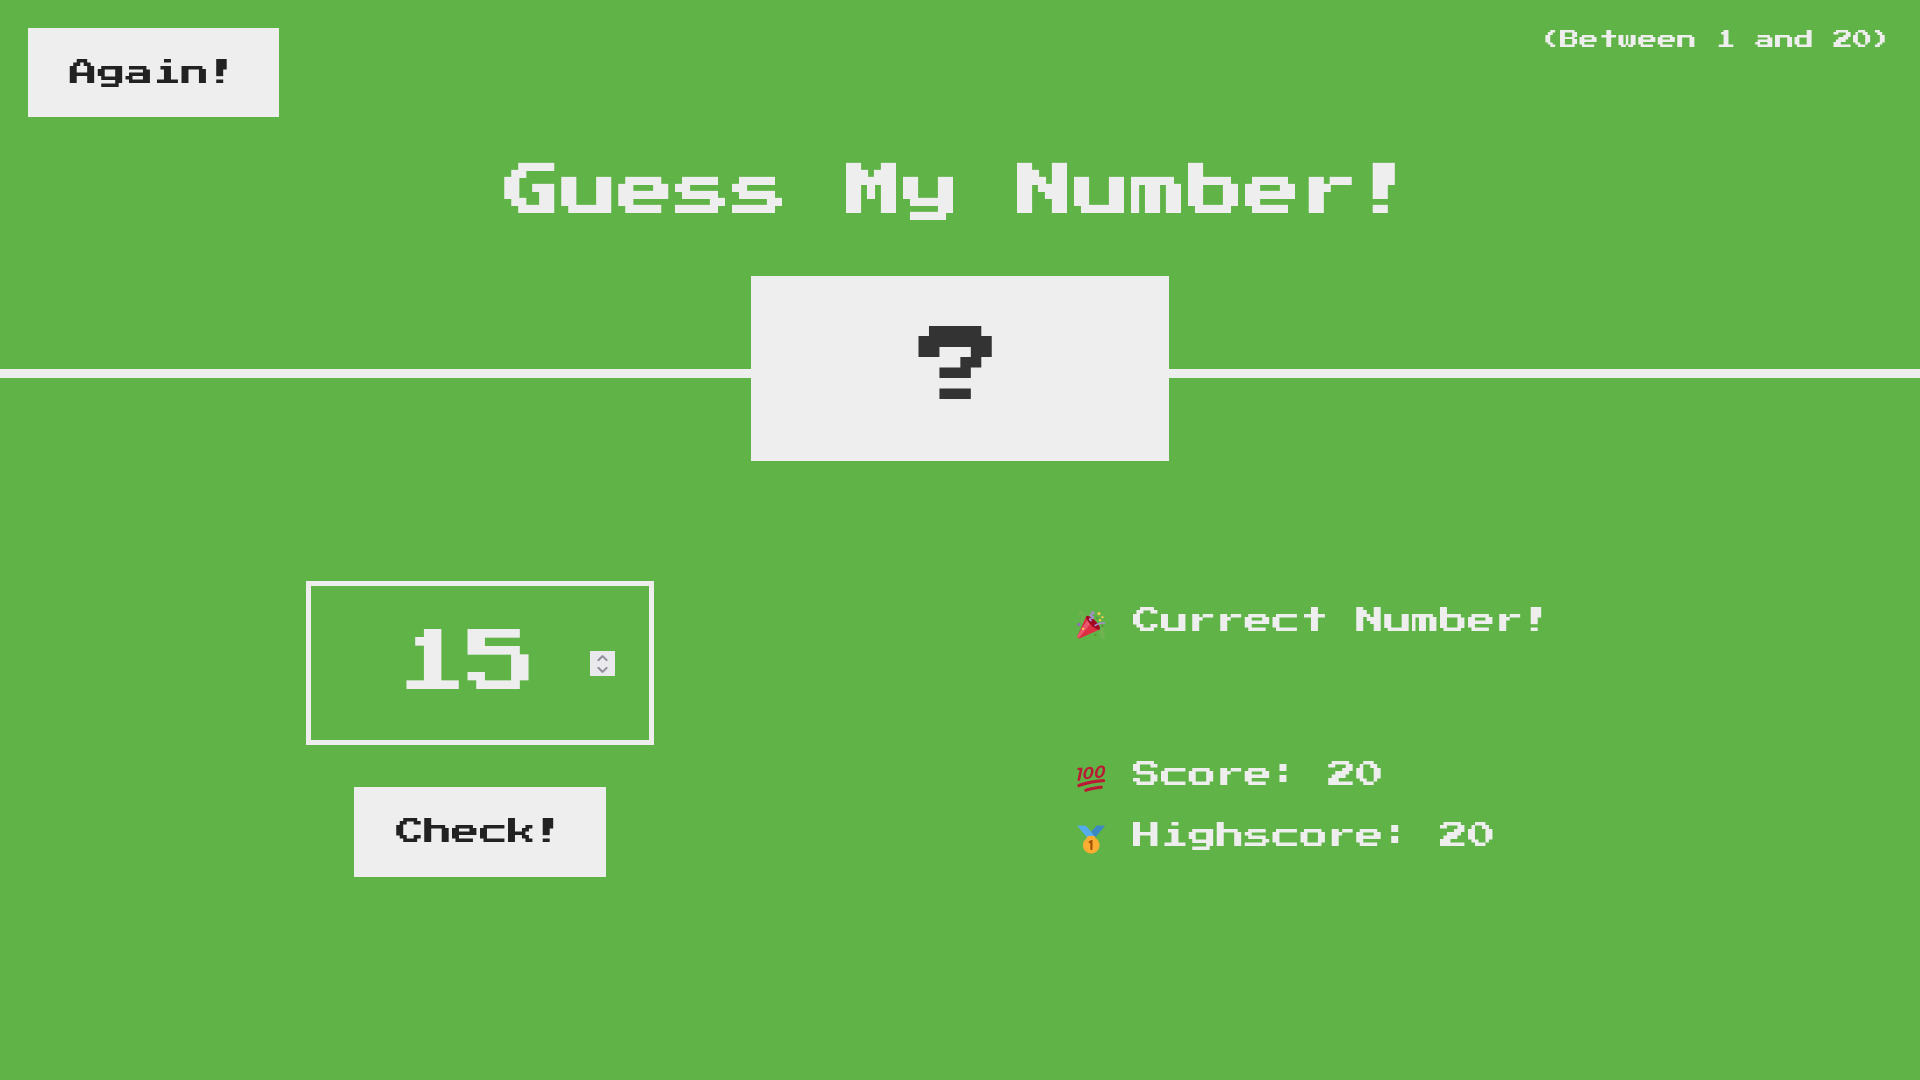 Again!
(Between 1 and 20)
Guess My Number!
?
15
Check!
🎉 Currect Number!
💯 Score: 20
🥇 Highscore: 20